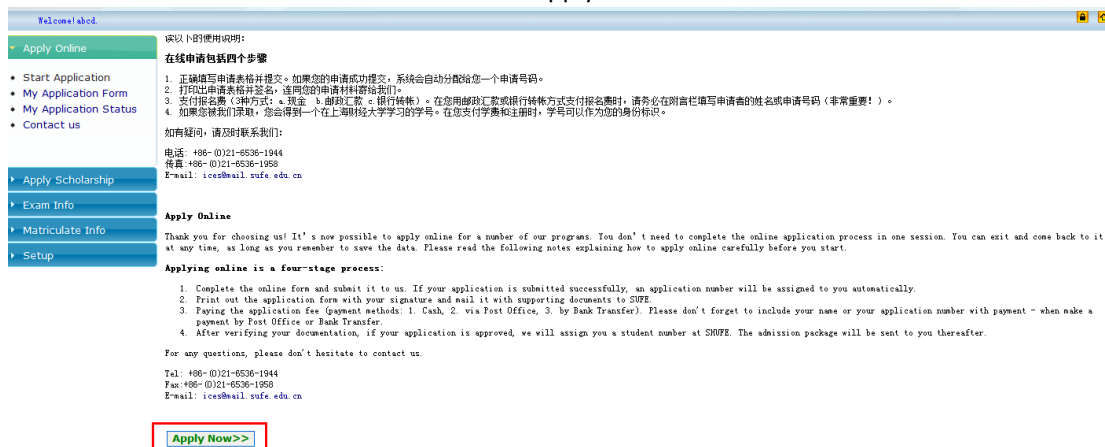 Apply
Welcome!abcd.
Apply Online
Start Application
My Application Form
My Application Status
Contact us
Apply Scholarship
Exam Info
Matriculate Info
Setup
读以下的使用说明:
在线申请包括四个步骤
1. 正确填写申请表格并提交。如果您的申请成功提交，系统会自动分配给您一个申请号码。
2. 打印出申请表格并签名，连同您的申请材料寄给我们。
3. 支付报名费（3种方式：a.现金 b.邮政汇款 c.银行转帐）。在您用邮政汇款或银行转帐方式支付报名费时，请务必在附言栏填写申请者的姓名或申请号码（非常重要！）。
4. 如果您被我们录取，您会得到一个在上海财经大学学习的学号。在您支付学费和注册时，学号可以作为您的身份标识。
如有疑问，请及时联系我们:
电话: +86-(0)21-6536-1944
传真:+86-(0)21-6536-1958
E-mail: ices@mail.sufe.edu.cn
Apply Online
Thank you for choosing us! It's now possible to apply online for a number of our programs. You don't need to complete the online application process in one session. You can exit and come back to it
at any time, as long as you remember to save the data. Please read the following notes explaining how to apply online carefully before you start.
Applying online is a four-stage process:
1. Complete the online form and submit it to us. If your application is submitted successfully, an application number will be assigned to you automatically.
2. Print out the application form with your signature and mail it with supporting documents to SUFE.
3. Paying the application fee (payment methods: 1. Cash, 2. via Post Office, 3. by Bank Transfer). Please don't forget to include your name or your application number with payment - when make a
payment by Post Office or Bank Transfer.
4. After verifying your documentation, if your application is approved, we will assign you a student number at SHUFE. The admission package will be sent to you thereafter.
For any questions, please don't hesitate to contact us.
Tel: +86-(0)21-6536-1944
Fax:+86-(0)21-6536-1958
E-mail: ices@mail.sufe.edu.cn
Apply Now>>